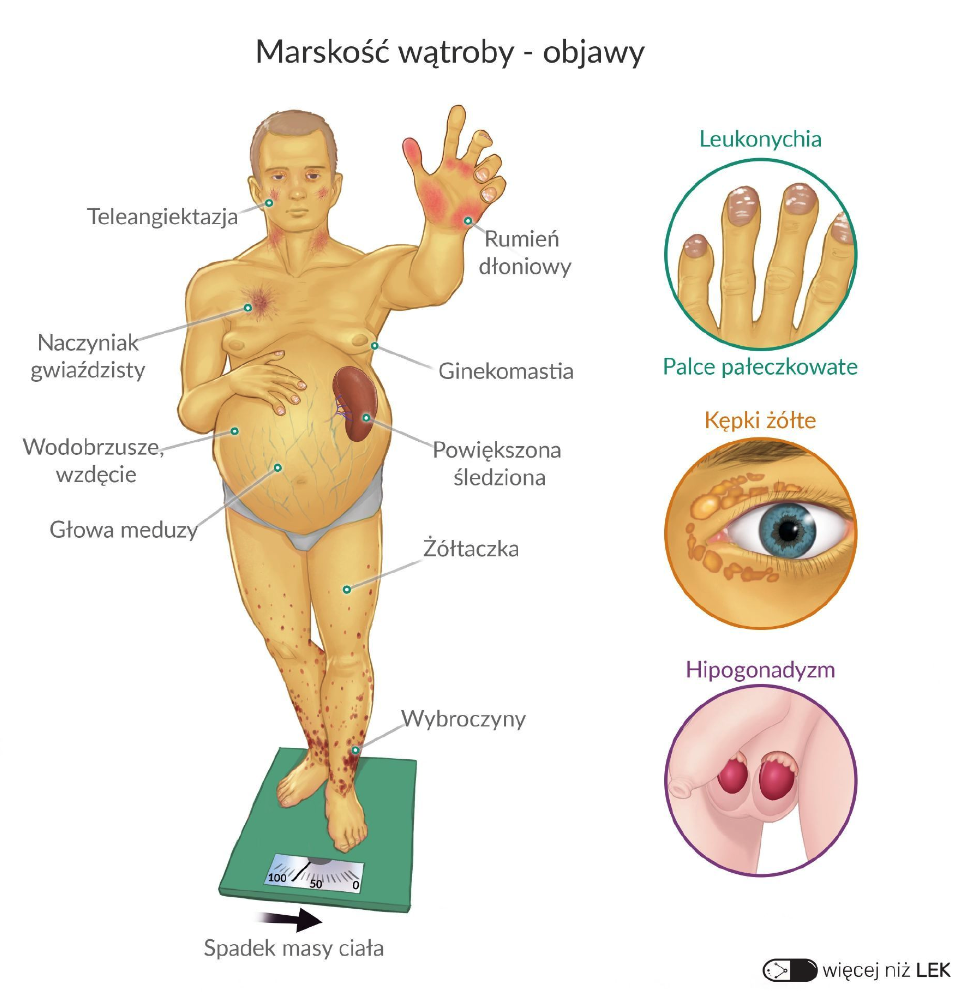 Marskość wątroby - objawy
Teleangiektazja
Rumień
dłoniowy
Naczyniak
gwiaździsty
Ginekomastia
Wodobrzusze,
wzdęcie
Powiększona
śledziona
Głowa meduzy
Żółtaczka
Wybroczyny
100 50 0
Spadek masy ciała
Leukonychia
Palce pałeczkowate
Kępki żółte
Hipogonadyzm
więcej niż LEK